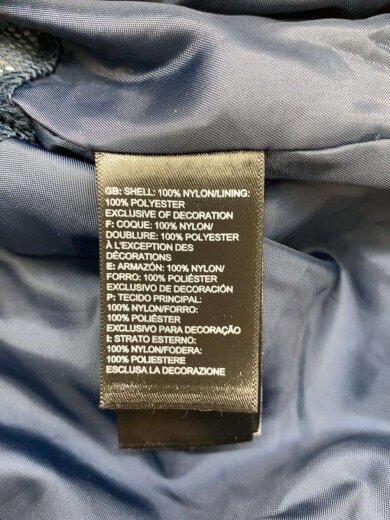 GB: SHELL: 100% NYLON/LINING:
100% POLYESTER
EXCLUSIVE OF DECORATION
F: COQUE: 100% NYLON/
DOUBLURE: 100% POLYESTER
À L'EXCEPTION DES
DÉCORATIONS
E: ARMAZÓN: 100% NYLON/
FORRO: 100% POLIÉSTER
EXCLUSIVO DE DECORACIÓN
P: TECIDO PRINCIPAL:
100% NYLON/FORRO:
100% POLIÉSTER
EXCLUSIVO PARA DECORAÇÃO
I: STRATO ESTERNO:
100% NYLON/FODERA:
100% POLIESTERE
ESCLUSA LA DECORAZIONE